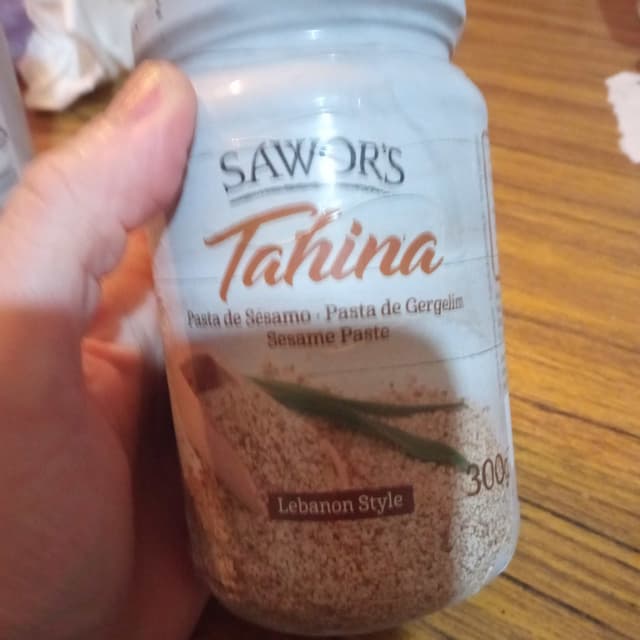 SAWOR'S
Tahina
Pasta de Sésamo · Pasta de Gergelim
Sesame Paste
300g
Lebanon Style